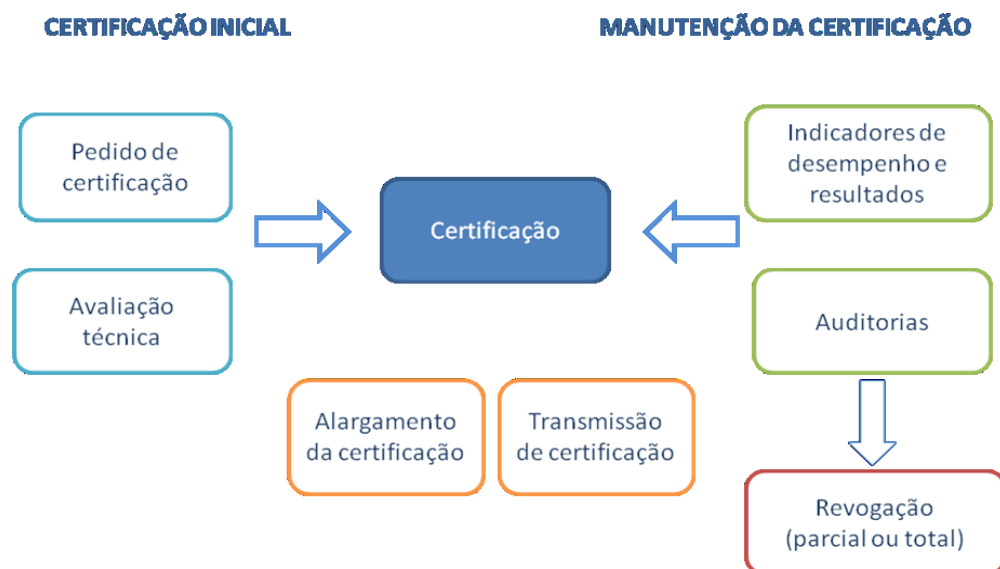 CERTIFICAÇÃO INICIAL
MANUTENÇÃO DA CERTIFICAÇÃO
Pedido de
certificação
Avaliação
técnica
Certificação
Indicadores de
desempenho e
resultados
Auditorias
Alargamento
da certificação
Transmissão
de certificação
Revogação
(parcial ou total)